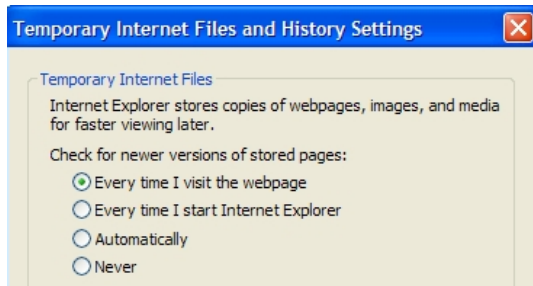 Temporary Internet Files and History Settings
Temporary Internet Files
Internet Explorer stores copies of webpages, images, and media
for faster viewing later.
Check for newer versions of stored pages:
Every time I visit the webpage
Every time I start Internet Explorer
Automatically
Never